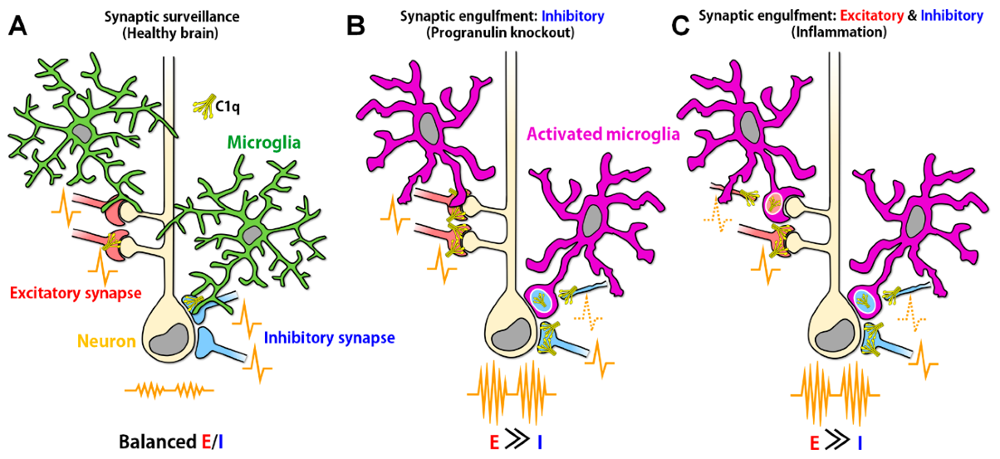 A
Synaptic surveillance
(Healthy brain)
C1q
Microglia
Excitatory synapse
Neuron
Inhibitory synapse
Balanced E/I
B
Synaptic engulfment: Inhibitory
(Progranulin knockout)
Activated microglia
E >> I
C
Synaptic engulfment: Excitatory & Inhibitory
(Inflammation)
E >> I